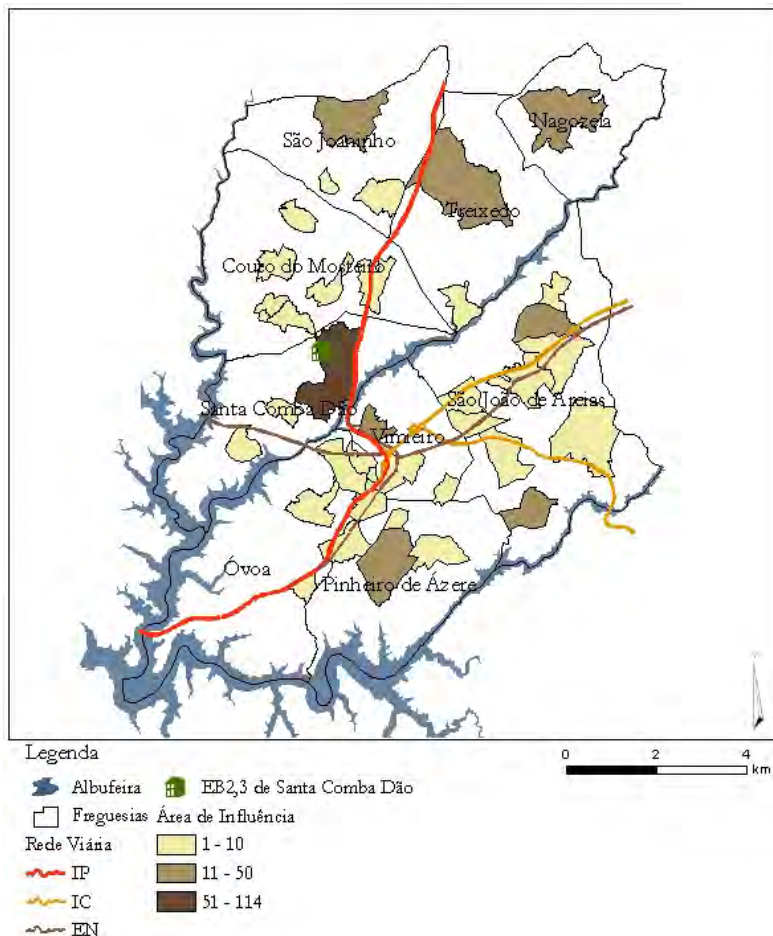 São Joaninho
Nagozela
Treixedo
Couto do Mosteiro
Santa Comba Dão
São João de Areias
Vimieiro
Óvoa
Pinheiro de Ázere
Legenda
0 2 4
km
Albufeira
EB2,3 de Santa Comba Dão
Freguesias
Área de Influência
Rede Viária
1 - 10
IP
11 - 50
IC
51 - 114
EN